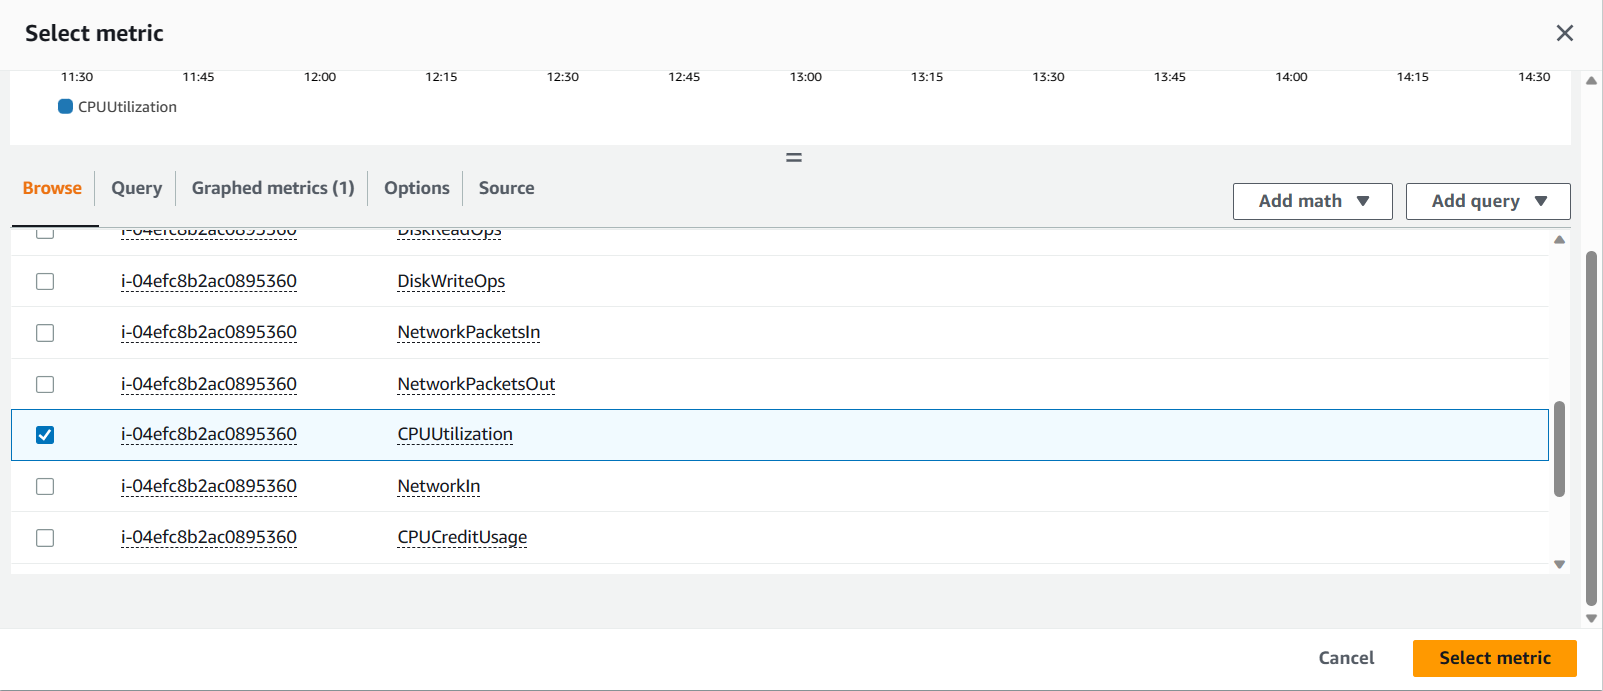 Select metric
11:30 11:45 12:00 12:15 12:30 12:45 13:00 13:15 13:30 13:45 14:00 14:15 14:30
CPUUtilization
Browse Query Graphed metrics (1) Options Source Add math Add query
i-04efc8b2ac0895360 DiskReadOps
i-04efc8b2ac0895360 DiskWriteOps
i-04efc8b2ac0895360 NetworkPacketsIn
i-04efc8b2ac0895360 NetworkPacketsOut
i-04efc8b2ac0895360 CPUUtilization
i-04efc8b2ac0895360 NetworkIn
i-04efc8b2ac0895360 CPUCreditUsage
Cancel Select metric